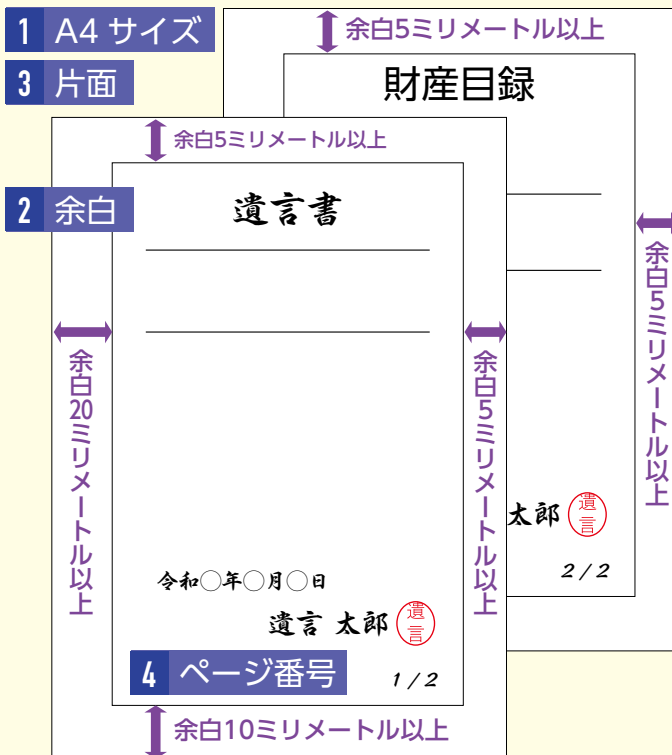 1 A4 サイズ
3 片面
2 余白
余白5ミリメートル以上
財産目録
余白5ミリメートル以上
太郎
遺言
2/2
余白5ミリメートル以上
遺言書
余白20ミリメートル以上
余白5ミリメートル以上
令和○年○月○日
遺言 太郎
遺言
4 ページ番号
1/2
余白10ミリメートル以上